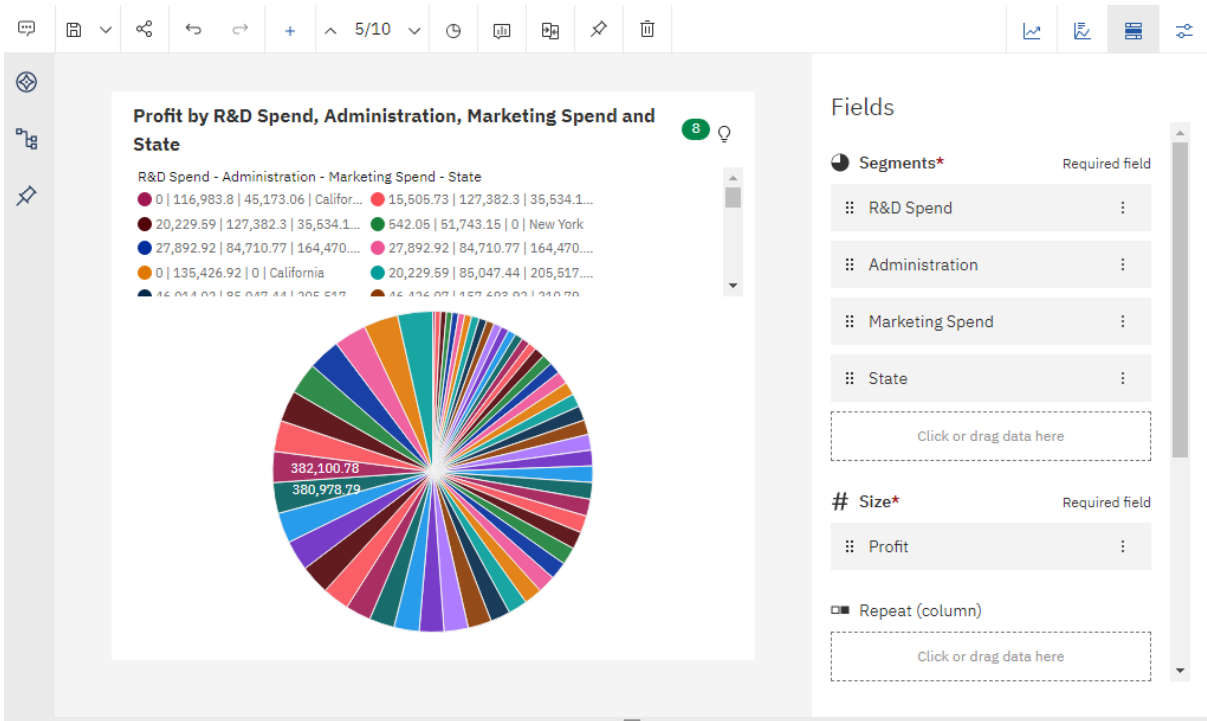 5/10
Profit by R&D Spend, Administration, Marketing Spend and
State
8
R&D Spend - Administration - Marketing Spend - State
0 | 116,983.8 | 45,173.06 | Califor... 15,505.73 | 127,382.3 | 35,534.1...
20,229.59 | 127,382.3 | 35,534.1... 542.05 | 51,743.15 | 0 | New York
27,892.92 | 84,710.77 | 164,470.... 27,892.92 | 84,710.77 | 164,470....
0 | 135,426.92 | 0 | California 20,229.59 | 85,047.44 | 205,517....
382,100.78
380,978.79
Fields
Segments* Required field
R&D Spend
Administration
Marketing Spend
State
Click or drag data here
# Size* Required field
Profit
Repeat (column)
Click or drag data here